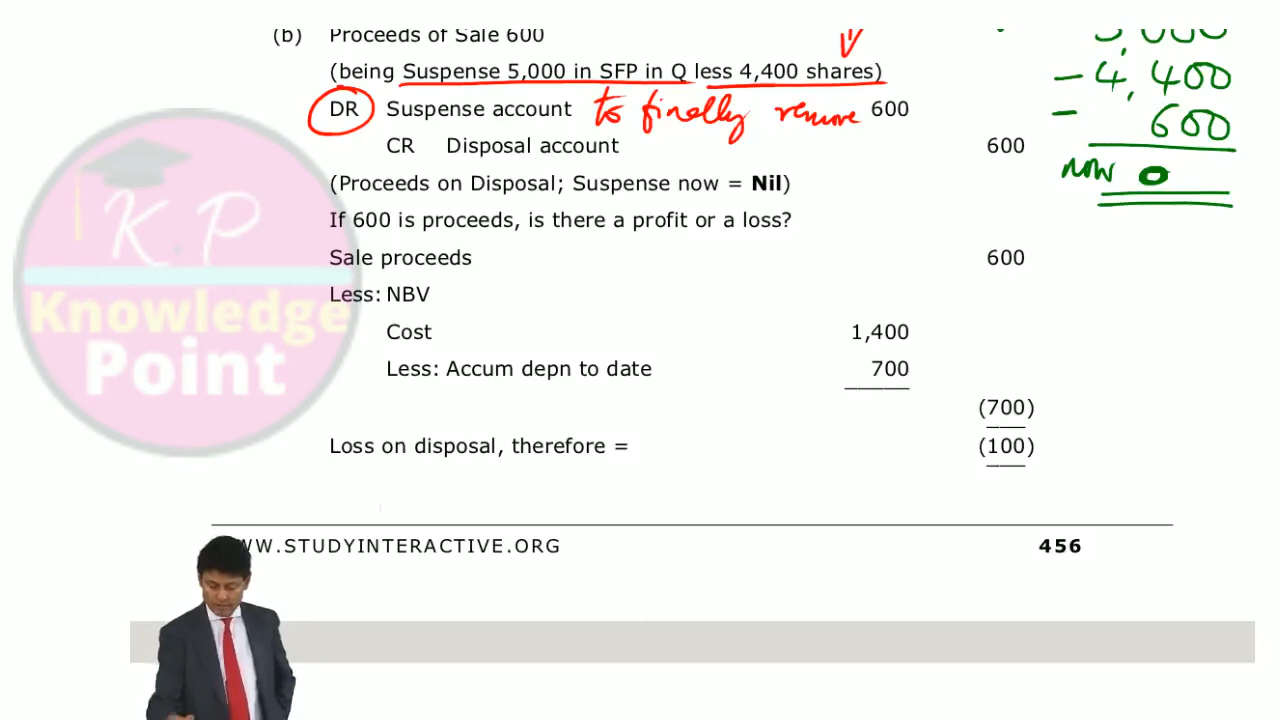 (b) Proceeds of Sale 600
5,000
(being Suspense 5,000 in SFP in Q less 4,400 shares)
– 4,400
DR Suspense account to finally remove 600
– 600
CR Disposal account 600
now 0
(Proceeds on Disposal; Suspense now = Nil)
If 600 is proceeds, is there a profit or a loss?
Sale proceeds 600
Less: NBV
Cost 1,400
Less: Accum depn to date 700
(700)
Loss on disposal, therefore = (100)
K.P
Knowledge
Point
WW.STUDYINTERACTIVE.ORG 456